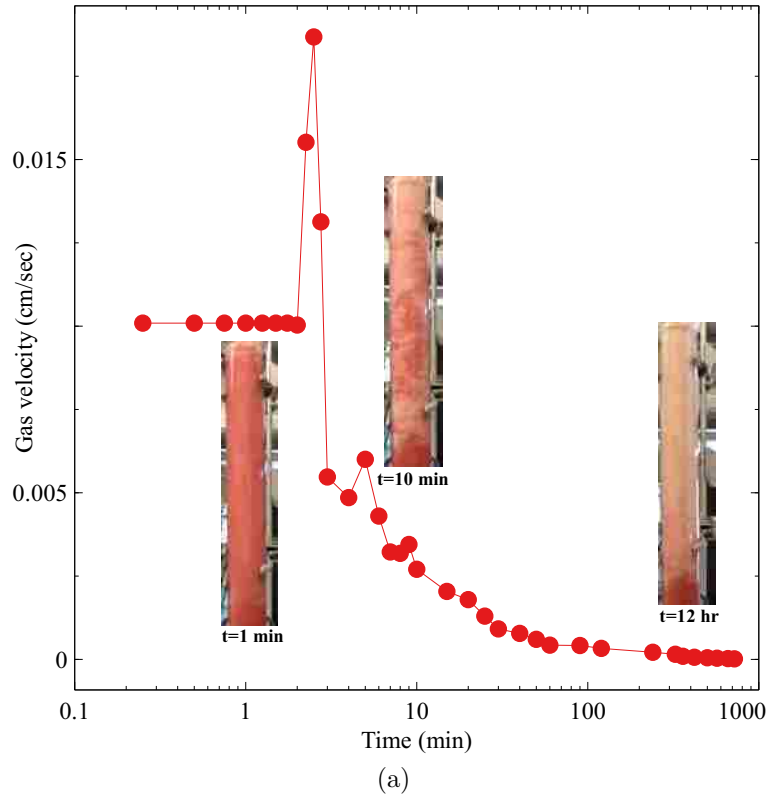 0.015
0.005
0
Gas velocity (cm/sec)
t=10 min
t=1 min
t=12 hr
0.1
1
10
100
1000
Time (min)
(a)